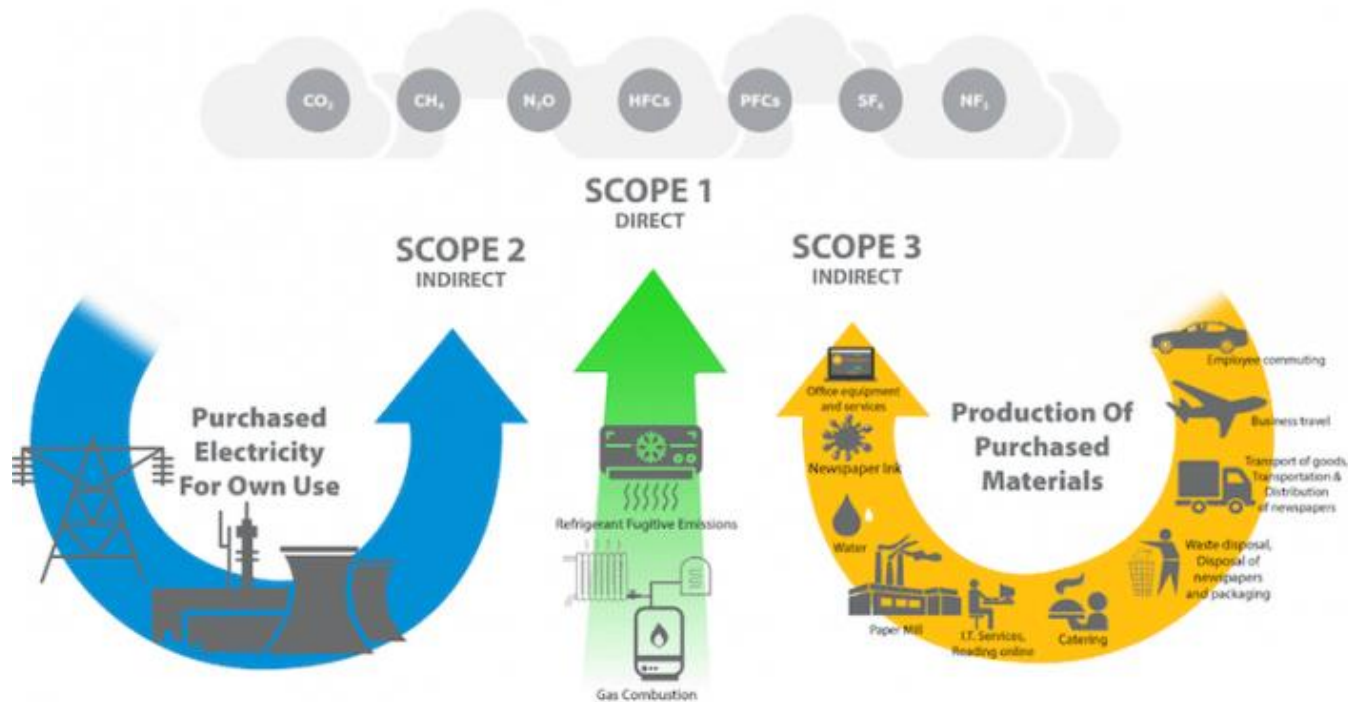 CO₂
CH₄
N₂O
HFCs
PFCs
SF₆
NF₃
SCOPE 1
DIRECT
SCOPE 2
INDIRECT
SCOPE 3
INDIRECT
Purchased
Electricity
For Own Use
Refrigerant Fugitive Emissions
Gas Combustion
Production Of
Purchased
Materials
Office equipment
and services
Newspaper Ink
Water
Paper Mill
I.T. Services,
Reading online
Catering
Waste disposal,
Disposal of
newspapers
and packaging
Transport of goods,
Transportation &
Distribution
of newspapers
Business travel
Employee commuting